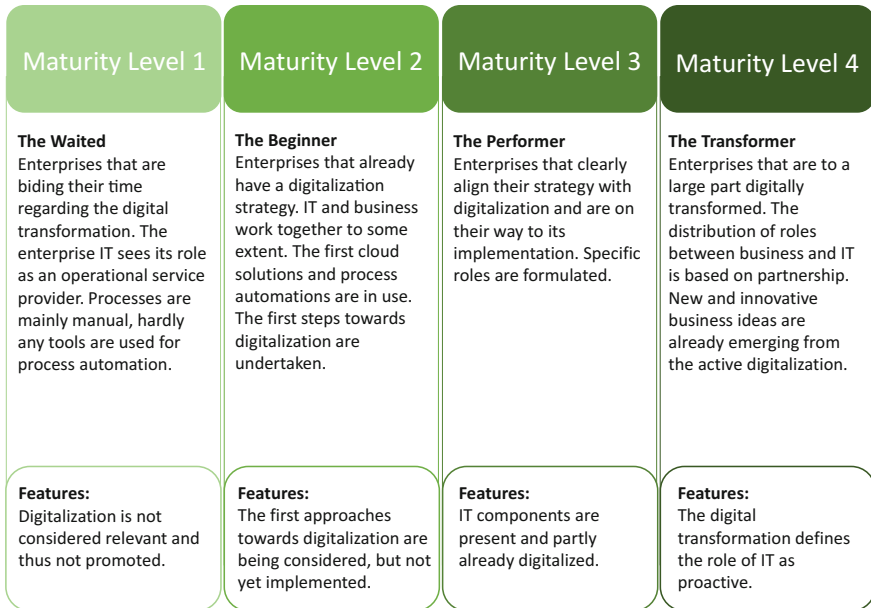 Maturity Level 1
Maturity Level 2
Maturity Level 3
Maturity Level 4
The Waited
Enterprises that are
biding their time
regarding the digital
transformation. The
enterprise IT sees its role
as an operational service
provider. Processes are
mainly manual, hardly
any tools are used for
process automation.
The Beginner
Enterprises that already
have a digitalization
strategy. IT and business
work together to some
extent. The first cloud
solutions and process
automations are in use.
The first steps towards
digitalization are
undertaken.
The Performer
Enterprises that clearly
align their strategy with
digitalization and are on
their way to its
implementation. Specific
roles are formulated.
The Transformer
Enterprises that are to a
large part digitally
transformed. The
distribution of roles
between business and IT
is based on partnership.
New and innovative
business ideas are
already emerging from
the active digitalization.
Features:
Digitalization is not
considered relevant and
thus not promoted.
Features:
The first approaches
towards digitalization are
being considered, but not
yet implemented.
Features:
IT components are
present and partly
already digitalized.
Features:
The digital
transformation defines
the role of IT as
proactive.